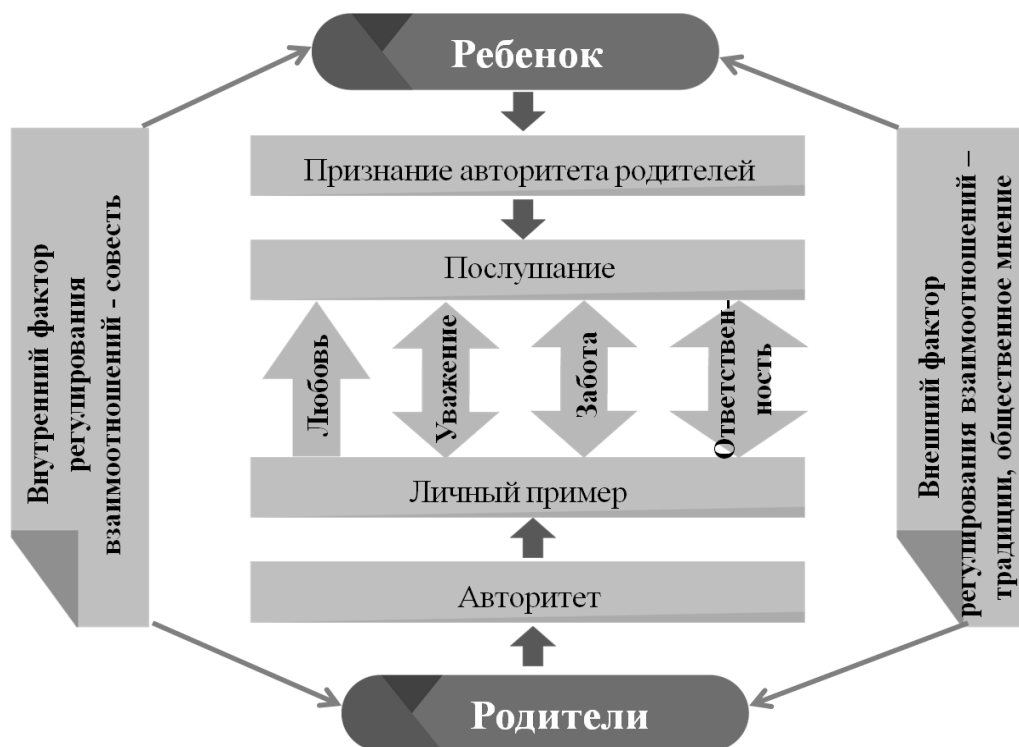 Ребенок
Признание авторитета родителей
Послушание
Внутренний фактор
регулирования
взаимоотношений - совесть
Любовь
Уважение
Забота
Ответствен-
ность
Внешний фактор
регулирования взаимоотношений –
традиции, общественное мнение
Личный пример
Авторитет
Родители